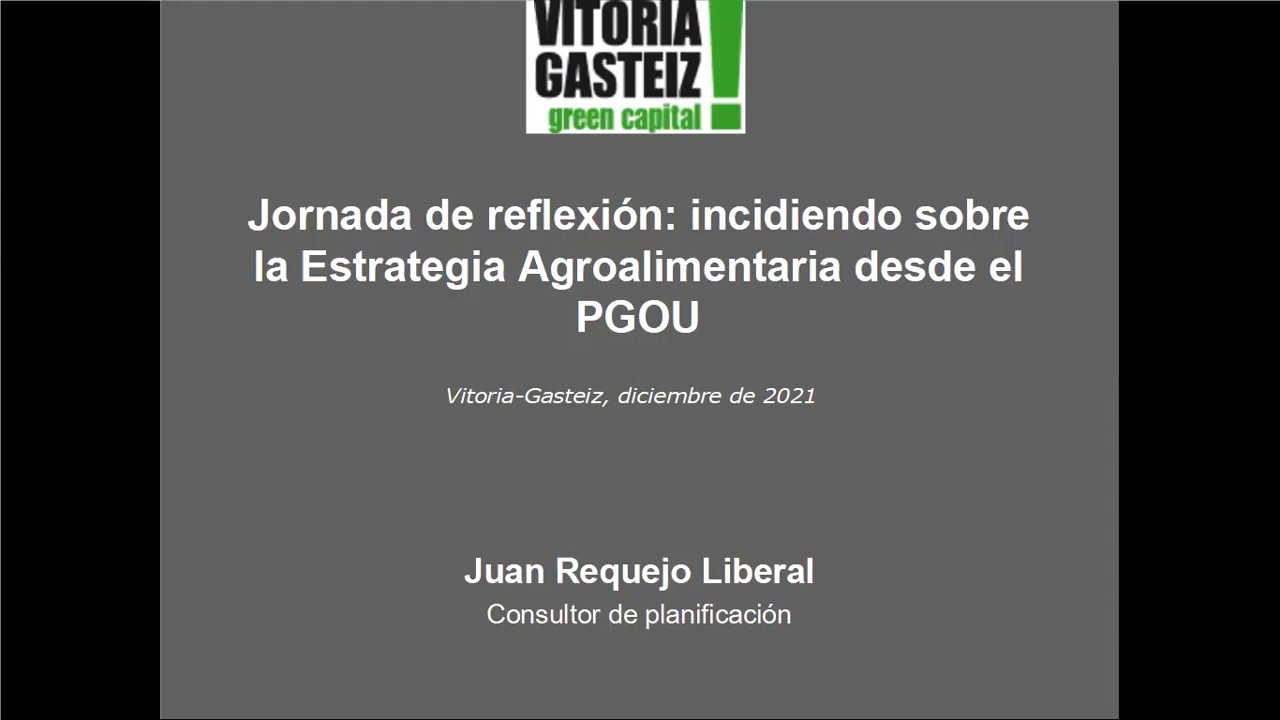 VITORIA
GASTEIZ
green capital
Jornada de reflexión: incidiendo sobre
la Estrategia Agroalimentaria desde el
PGOU
Vitoria-Gasteiz, diciembre de 2021
Juan Requejo Liberal
Consultor de planificación